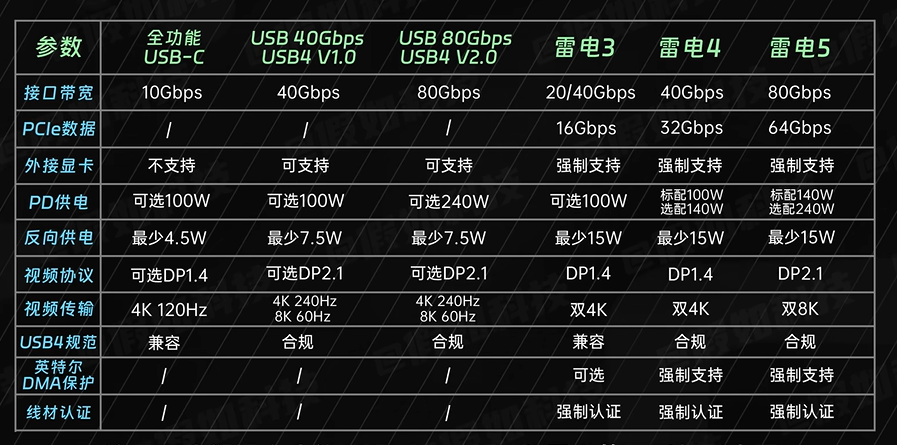 参数 全功能 USB-C USB 40Gbps USB4 V1.0 USB 80Gbps USB4 V2.0 雷电3 雷电4 雷电5
接口带宽 10Gbps 40Gbps 80Gbps 20/40Gbps 40Gbps 80Gbps
PCIe数据 / / / 16Gbps 32Gbps 64Gbps
外接显卡 不支持 可支持 可支持 强制支持 强制支持 强制支持
PD供电 可选100W 可选100W 可选240W 可选100W 标配100W 选配140W 标配140W 选配240W
反向供电 最少4.5W 最少7.5W 最少7.5W 最少15W 最少15W 最少15W
视频协议 可选DP1.4 可选DP2.1 可选DP2.1 DP1.4 DP1.4 DP2.1
视频传输 4K 120Hz 4K 240Hz 8K 60Hz 4K 240Hz 8K 60Hz 双4K 双4K 双8K
USB4规范 兼容 合规 合规 兼容 合规 合规
英特尔 DMA保护 / / / 可选 强制支持 强制支持
线材认证 / / / 强制认证 强制认证 强制认证